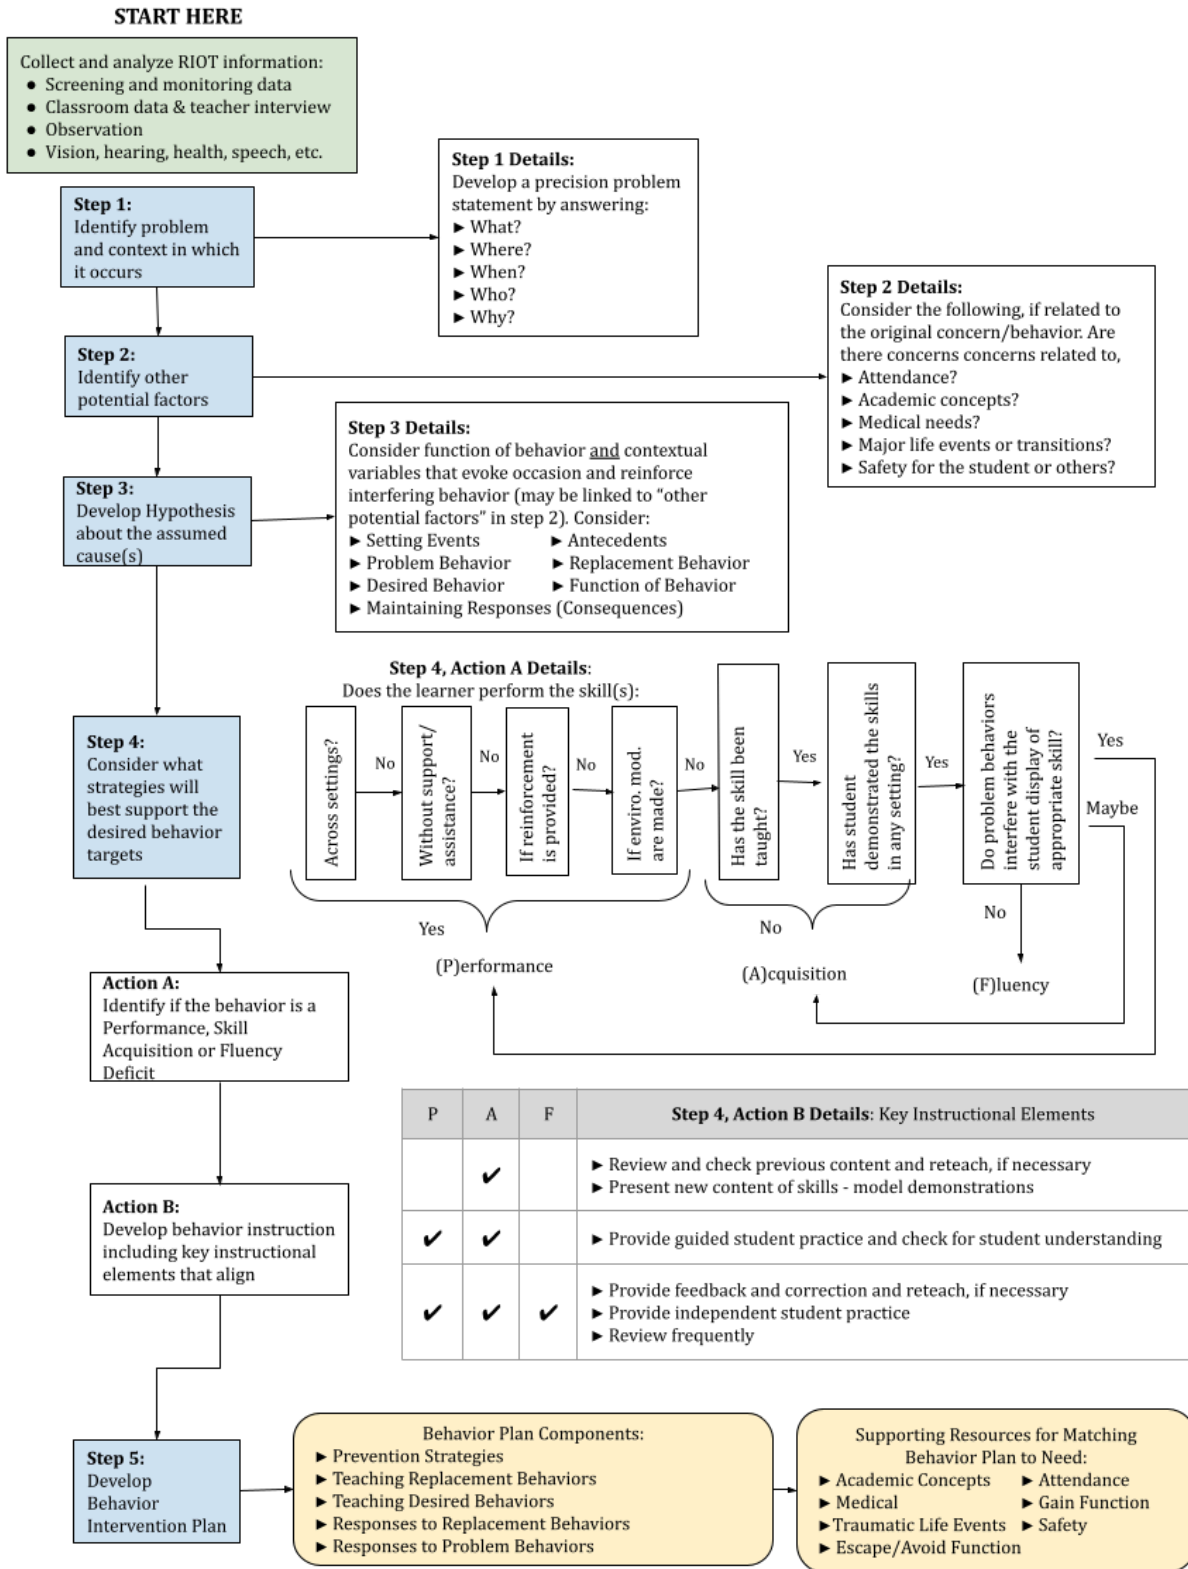 START HERE
Collect and analyze RIOT information:
● Screening and monitoring data
● Classroom data & teacher interview
● Observation
● Vision, hearing, health, speech, etc.
Step 1:
Identify problem
and context in which
it occurs
Step 1 Details:
Develop a precision problem
statement by answering:
► What?
► Where?
► When?
► Who?
► Why?
Step 2:
Identify other
potential factors
Step 2 Details:
Consider the following, if related to
the original concern/behavior. Are
there concerns concerns related to,
► Attendance?
► Academic concepts?
► Medical needs?
► Major life events or transitions?
► Safety for the student or others?
Step 3:
Develop Hypothesis
about the assumed
cause(s)
Step 3 Details:
Consider function of behavior and contextual
variables that evoke occasion and reinforce
interfering behavior (may be linked to “other
potential factors” in step 2). Consider:
► Setting Events ► Antecedents
► Problem Behavior ► Replacement Behavior
► Desired Behavior ► Function of Behavior
► Maintaining Responses (Consequences)
Step 4:
Consider what
strategies will
best support the
desired behavior
targets
Step 4, Action A Details:
Does the learner perform the skill(s):
Across settings?
No
Without support/
assistance?
No
If reinforcement
is provided?
No
If enviro. mod.
are made?
No
Has the skill been
taught?
Yes
Has student
demonstrated the skills
in any setting?
Yes
Do problem behaviors
interfere with the
student display of
appropriate skill?
Yes
Maybe
Yes
(P)erformance
No
(A)cquisition
No
(F)luency
Action A:
Identify if the behavior is a
Performance, Skill
Acquisition or Fluency
Deficit
Action B:
Develop behavior instruction
including key instructional
elements that align
P A F Step 4, Action B Details: Key Instructional Elements
✔ ► Review and check previous content and reteach, if necessary
► Present new content of skills - model demonstrations
✔ ✔ ► Provide guided student practice and check for student understanding
► Provide feedback and correction and reteach, if necessary
✔ ✔ ✔ ► Provide independent student practice
► Review frequently
Step 5:
Develop
Behavior
Intervention Plan
Behavior Plan Components:
► Prevention Strategies
► Teaching Replacement Behaviors
► Teaching Desired Behaviors
► Responses to Replacement Behaviors
► Responses to Problem Behaviors
Supporting Resources for Matching
Behavior Plan to Need:
► Academic Concepts ► Attendance
► Medical ► Gain Function
►Traumatic Life Events ► Safety
► Escape/Avoid Function